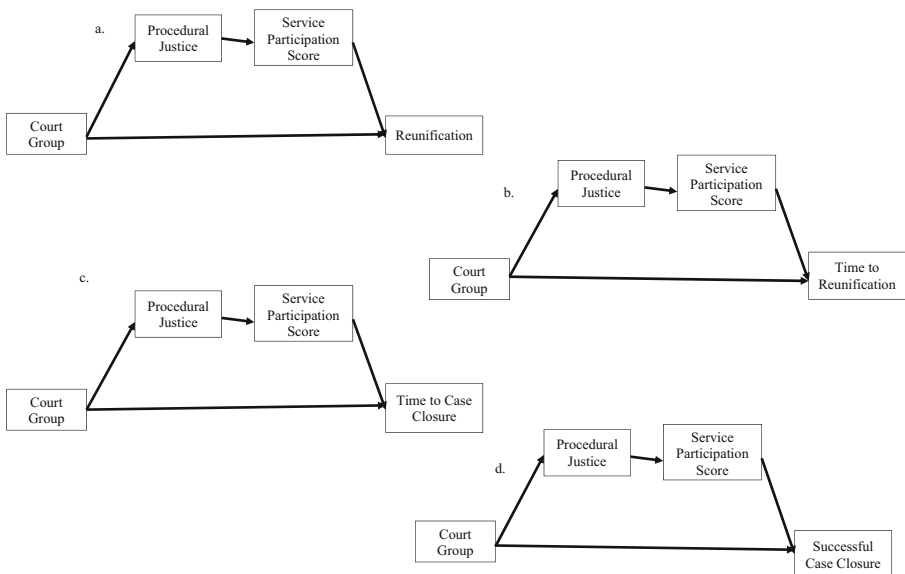 a.
Procedural
Justice
Service
Participation
Score
Court
Group
Reunification
b.
Procedural
Justice
Service
Participation
Score
Court
Group
Time to
Reunification
c.
Procedural
Justice
Service
Participation
Score
Court
Group
Time to Case
Closure
d.
Procedural
Justice
Service
Participation
Score
Court
Group
Successful
Case Closure